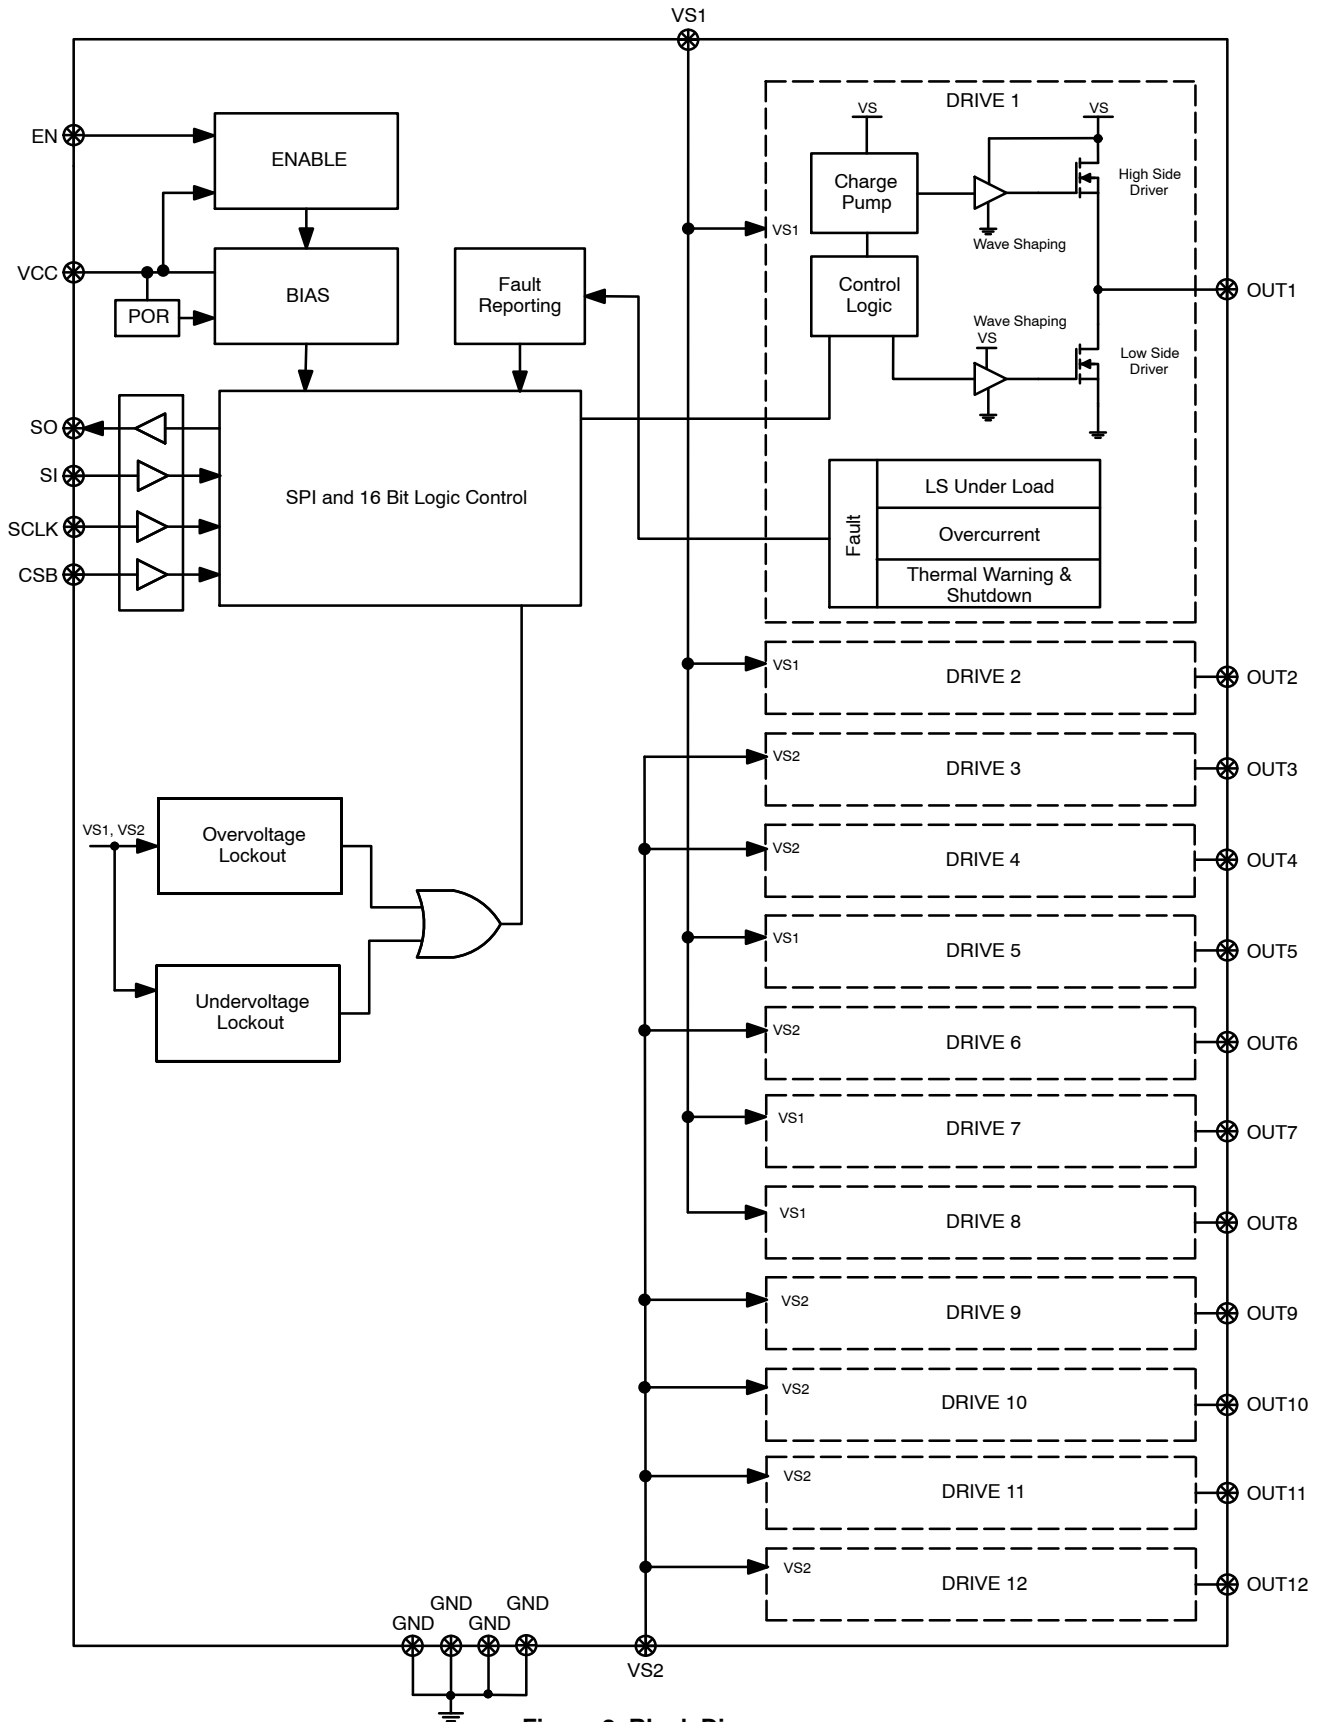 VS1
DRIVE 1
VS
VS
EN
ENABLE
Charge
Pump
High Side
Driver
VS1
Wave Shaping
VCC
BIAS
POR
Fault
Reporting
Control
Logic
OUT1
Wave Shaping
VS
Low Side
Driver
SO
SI
SCLK
CSB
SPI and 16 Bit Logic Control
Fault
LS Under Load
Overcurrent
Thermal Warning &
Shutdown
VS1
DRIVE 2
OUT2
VS2
DRIVE 3
OUT3
VS1, VS2
Overvoltage
Lockout
VS2
DRIVE 4
OUT4
VS1
DRIVE 5
OUT5
Undervoltage
Lockout
VS2
DRIVE 6
OUT6
VS1
DRIVE 7
OUT7
VS1
DRIVE 8
OUT8
VS2
DRIVE 9
OUT9
VS2
DRIVE 10
OUT10
VS2
DRIVE 11
OUT11
VS2
DRIVE 12
OUT12
GND
GND
GND
GND
VS2